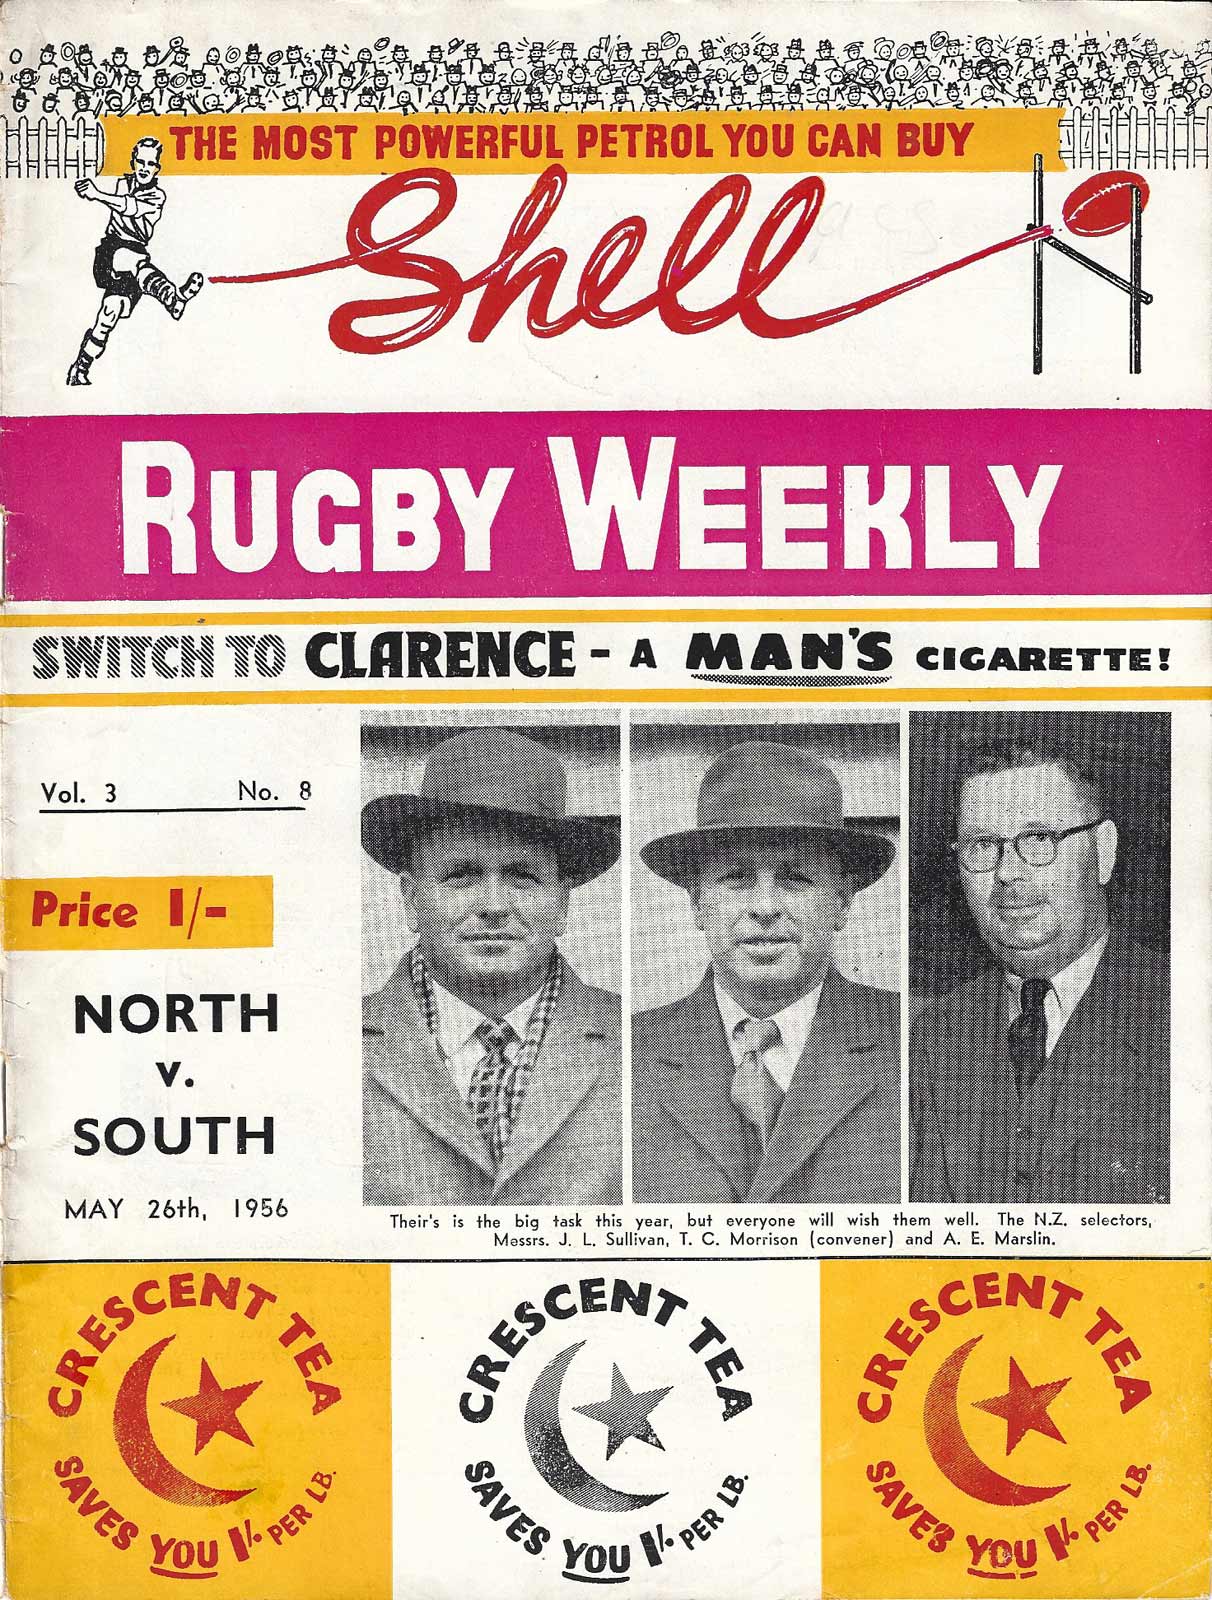 THE MOST POWERFUL PETROL YOU CAN BUY
Shell
RUGBY WEEKLY
SWITCH TO CLARENCE - A MAN'S CIGARETTE!
Vol. 3 No. 8
Price 1/-
NORTH
v.
SOUTH
MAY 26th, 1956
Their's is the big task this year, but everyone will wish them well. The N.Z. selectors,
Messrs. J. L. Sullivan, T. C. Morrison (convener) and A. E. Marslin.
CRESCENT TEA
SAVES YOU 1/- PER LB.
CRESCENT TEA
SAVES YOU 1/- PER LB.
CRESCENT TEA
SAVES YOU 1/- PER LB.